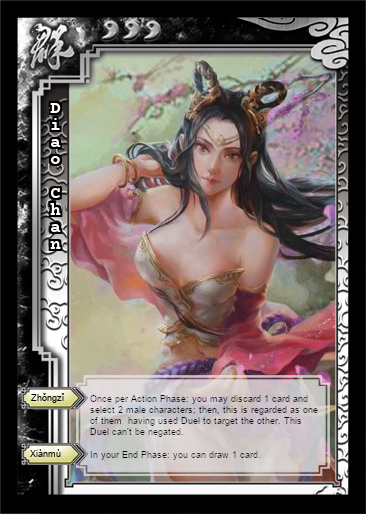 群
Diao Chan
Zhōngzǐ
Once per Action Phase: you may discard 1 card and
select 2 male characters; then, this is regarded as one
of them having used Duel to target the other. This
Duel can't be negated.
Xiànmù
In your End Phase: you can draw 1 card.